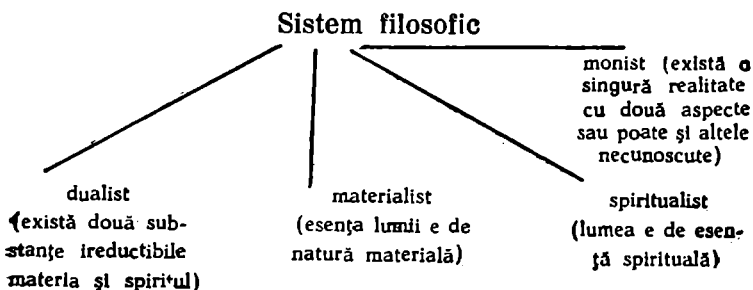 Sistem filosofic
monist (există o
singură realitate
cu două aspecte
sau poate şi altele
necunoscute)
dualist
(există două sub-
stanţe ireductibile
materia şi spiritul)
materialist
(esenţa lumii e de
natură materială)
spiritualist
(lumea e de esen-
ţă spirituală)